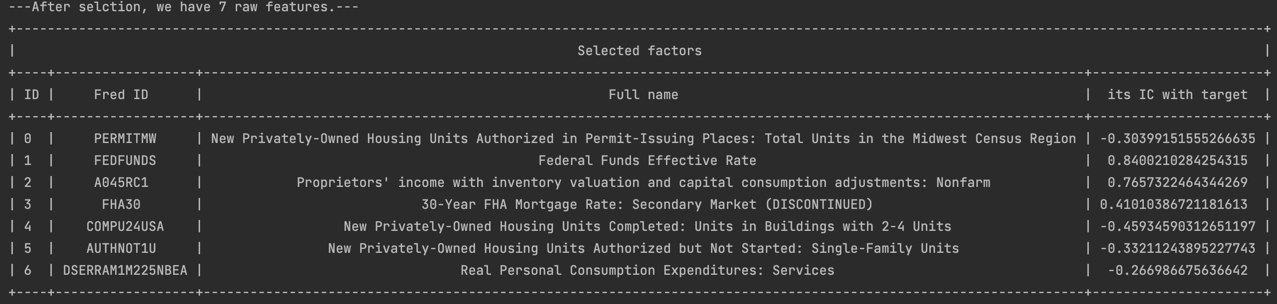 ---After selction, we have 7 raw features.---
Selected factors
| ID | Fred ID | Full name | its IC with target |
| 0 | PERMITMW | New Privately-Owned Housing Units Authorized in Permit-Issuing Places: Total Units in the Midwest Census Region | -0.30399151555266635 |
| 1 | FEDFUNDS | Federal Funds Effective Rate | 0.8400210284254315 |
| 2 | A045RC1 | Proprietors' income with inventory valuation and capital consumption adjustments: Nonfarm | 0.7657322464344269 |
| 3 | FHA30 | 30-Year FHA Mortgage Rate: Secondary Market (DISCONTINUED) | 0.41010386721181613 |
| 4 | COMPU24USA | New Privately-Owned Housing Units Completed: Units in Buildings with 2-4 Units | -0.45934590312651197 |
| 5 | AUTHNOT1U | New Privately-Owned Housing Units Authorized but Not Started: Single-Family Units | -0.33211243895227743 |
| 6 | DSERRAM1M225NBEA | Real Personal Consumption Expenditures: Services | -0.266986675636642 |